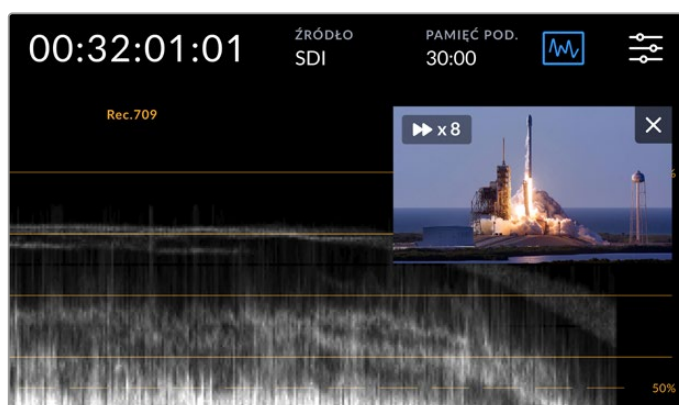 00:32:01:01
ŹRÓDŁO
SDI
PAMIĘĆ POD.
30:00
Rec.709
x 8
50%